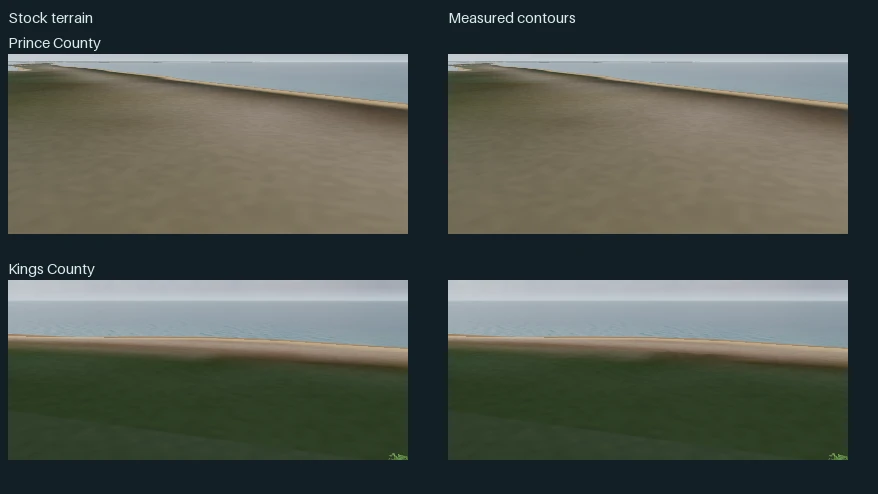 Stock terrain
Measured contours
Prince County
Kings County